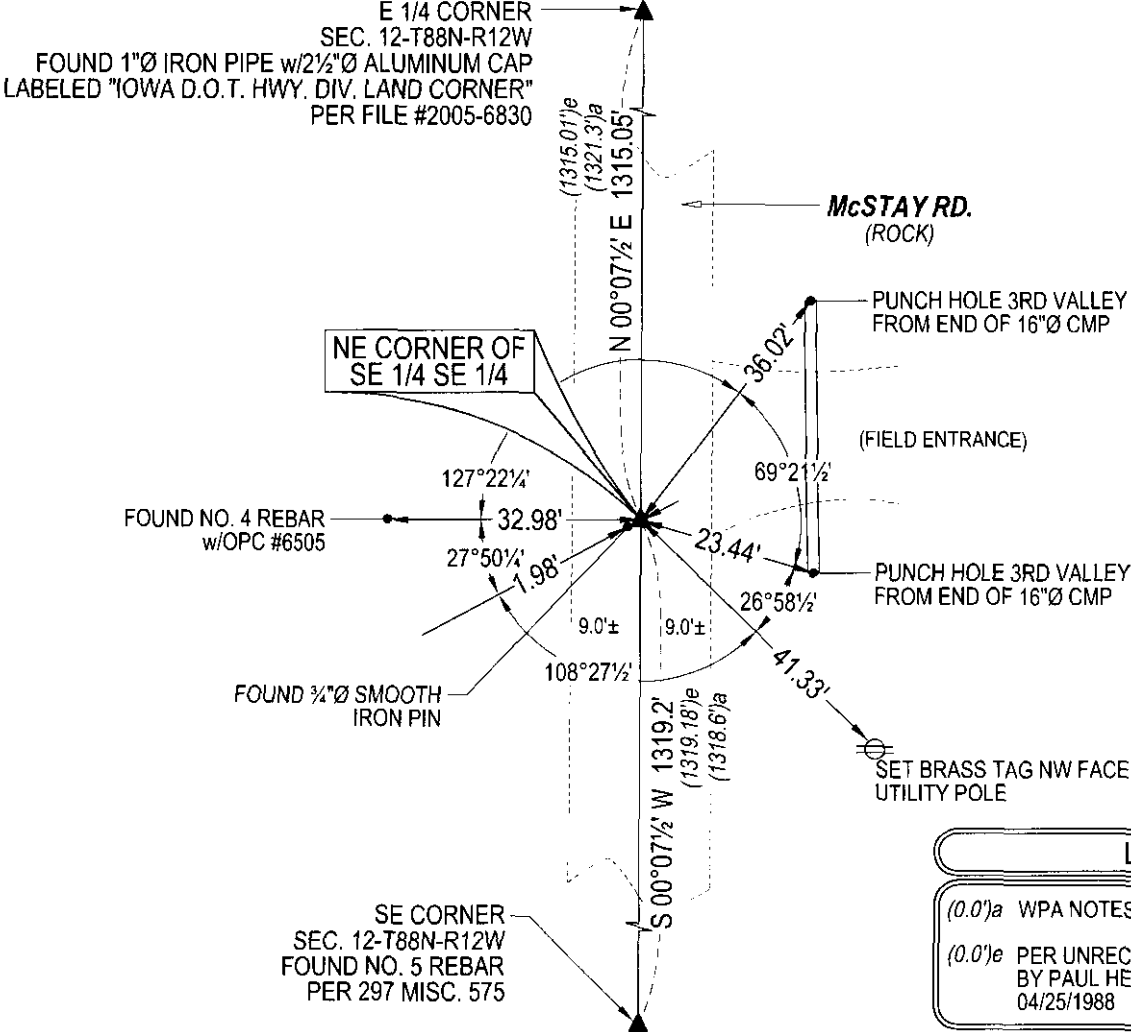 E 1/4 CORNER
SEC. 12-T88N-R12W
FOUND 1"Ø IRON PIPE w/2½"Ø ALUMINUM CAP
LABELED "IOWA D.O.T. HWY. DIV. LAND CORNER"
PER FILE #2005-6830
(1315.01')e
(1321.3')a
N 00°07½' E 1315.05'
McSTAY RD.
(ROCK)
PUNCH HOLE 3RD VALLEY
FROM END OF 16"Ø CMP
36.02'
NE CORNER OF
SE 1/4 SE 1/4
(FIELD ENTRANCE)
127°22¼'
69°21½'
FOUND NO. 4 REBAR
w/OPC #6505
32.98'
23.44'
27°50¼'
1.98'
PUNCH HOLE 3RD VALLEY
FROM END OF 16"Ø CMP
26°58½'
9.0'±
9.0'±
108°27½'
41.33'
FOUND ¾"Ø SMOOTH
IRON PIN
S 00°07½' W 1319.2'
(1319.18')e
(1318.6')a
SET BRASS TAG NW FACE
UTILITY POLE
SE CORNER
SEC. 12-T88N-R12W
FOUND NO. 5 REBAR
PER 297 MISC. 575
L
(0.0')a WPA NOTES
(0.0')e PER UNREC
BY PAUL HE
04/25/1988